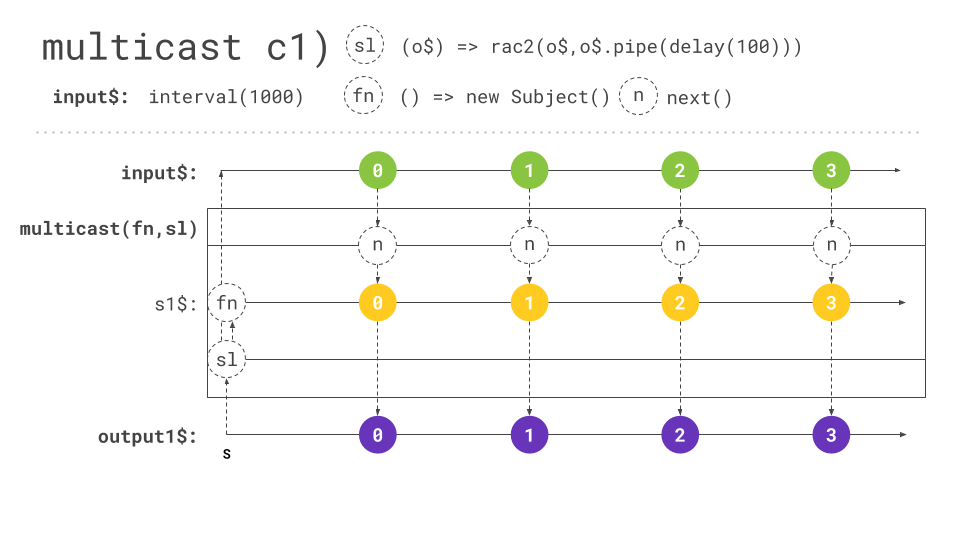 multicast c1) sl (o$) => rac2(o$,o$.pipe(delay(100)))
input$: interval(1000) fn () => new Subject() n next()
input$: 0 1 2 3
multicast(fn,sl)
n n n n
s1$: fn 0 1 2 3
sl
output1$: 0 1 2 3
s